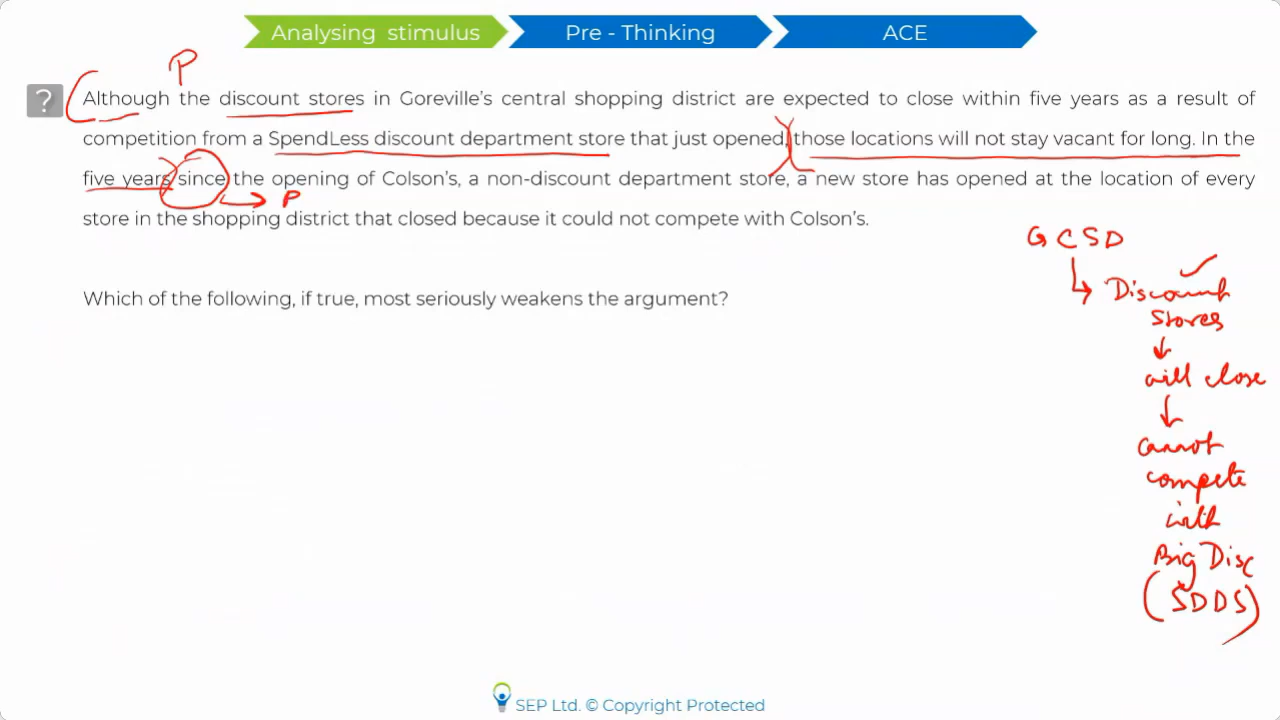 Analysing stimulus
Pre - Thinking
ACE
P
?
Although the discount stores in Goreville's central shopping district are expected to close within five years as a result of
competition from a SpendLess discount department store that just opened, those locations will not stay vacant for long. In the
five years since the opening of Colson's, a non-discount department store, a new store has opened at the location of every
P
store in the shopping district that closed because it could not compete with Colson's.
G C S D
Discount
Stores
will close
cannot
compete
with
Big Disc
(SDDS)
Which of the following, if true, most seriously weakens the argument?
SEP Ltd. © Copyright Protected